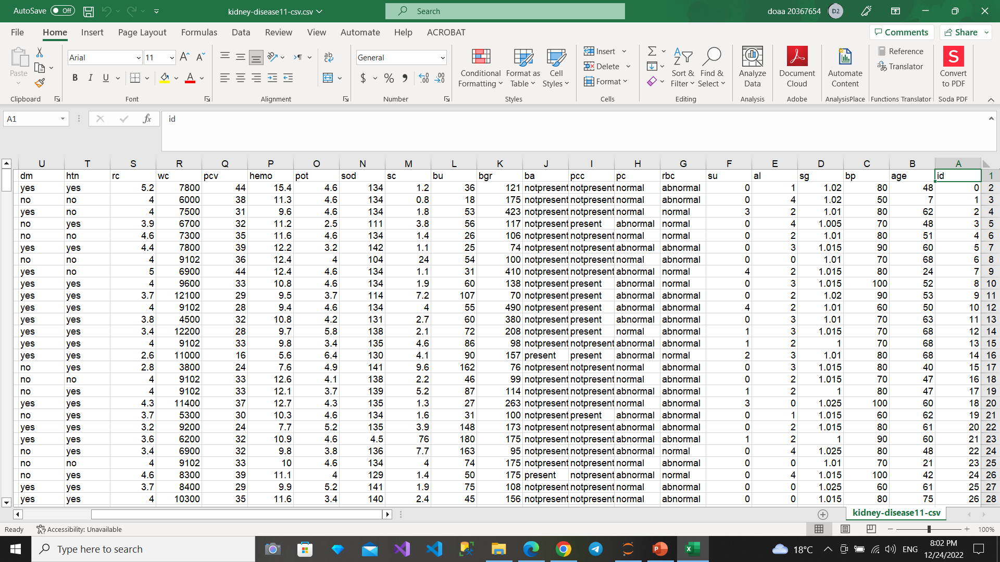 AutoSave Off kidney-disease11-csv.csv Search doaa 20367654 D2
File Home Insert Page Layout Formulas Data Review View Automate Help ACROBAT Comments Share
Paste Arial 11 General Conditional Formatting Format as Table Cell Styles Insert Delete Format Sort & Filter Find & Select Analyze Data Document Cloud Automate Content Reference Translator Convert to PDF
B I U A $ % 9
Clipboard Font Alignment Number Styles Cells Editing Analysis Adobe AnalysisPlace Functions Translator Soda PDF
A1 fx id
U T S R Q P O N M L K J I H G F E D C B A
dm htn rc wc pcv hemo pot sod sc bu bgr ba pcc pc rbc su al sg bp age id 1
yes yes 5.2 7800 44 15.4 4.6 134 1.2 36 121 notpresent notpresent normal abnormal 0 1 1.02 80 48 0 2
no no 4 6000 38 11.3 4.6 134 0.8 18 175 notpresent notpresent normal abnormal 0 4 1.02 50 7 1 3
yes no 4 7500 31 9.6 4.6 134 1.8 53 423 notpresent notpresent normal normal 3 2 1.01 80 62 2 4
no yes 3.9 6700 32 11.2 2.5 111 3.8 56 117 notpresent present abnormal normal 0 4 1.005 70 48 3 5
no no 4.6 7300 35 11.6 4.6 134 1.4 26 106 notpresent notpresent normal normal 0 2 1.01 80 51 4 6
yes yes 4.4 7800 39 12.2 3.2 142 1.1 25 74 notpresent notpresent abnormal abnormal 0 3 1.015 90 60 5 7
no no 4 9102 36 12.4 4 104 24 54 100 notpresent notpresent normal abnormal 0 0 1.01 70 68 6 8
yes no 5 6900 44 12.4 4.6 134 1.1 31 410 notpresent notpresent abnormal normal 4 2 1.015 80 24 7 9
yes yes 4 9600 33 10.8 4.6 134 1.9 60 138 notpresent present abnormal normal 0 3 1.015 100 52 8 10
yes yes 3.7 12100 29 9.5 3.7 114 7.2 107 70 notpresent present abnormal abnormal 0 2 1.02 90 53 9 11
yes yes 4 9102 28 9.4 4.6 134 4 55 490 notpresent present abnormal abnormal 4 2 1.01 60 50 10 12
yes yes 3.8 4500 32 10.8 4.2 131 2.7 60 380 notpresent present abnormal abnormal 0 3 1.01 70 63 11 13
yes yes 3.4 12200 28 9.7 5.8 138 2.1 72 208 notpresent present normal abnormal 1 3 1.015 70 68 12 14
yes yes 4 9102 33 9.8 3.4 135 4.6 86 98 notpresent notpresent abnormal abnormal 1 2 1 70 68 13 15
yes yes 2.6 11000 16 5.6 6.4 130 4.1 90 157 present present abnormal normal 2 3 1.01 80 68 14 16
no yes 2.8 3800 24 7.6 4.9 141 9.6 162 76 notpresent notpresent normal abnormal 0 3 1.015 80 40 15 17
no no 4 9102 33 12.6 4.1 138 2.2 46 99 notpresent notpresent normal abnormal 0 2 1.015 70 47 16 18
no yes 4 9102 33 12.1 3.7 139 5.2 87 114 notpresent notpresent abnormal abnormal 1 2 1 80 47 17 19
yes yes 4.3 11400 37 12.7 4.3 135 1.3 27 263 notpresent notpresent normal abnormal 3 0 1.025 100 60 18 20
no yes 3.7 5300 30 10.3 4.6 134 1.6 31 100 notpresent present abnormal abnormal 0 1 1.015 60 62 19 21
yes yes 3.2 9200 24 7.7 5.2 135 3.9 148 173 notpresent notpresent abnormal abnormal 0 2 1.015 80 61 20 22
yes yes 3.6 6200 32 10.9 4.6 4.5 76 180 175 notpresent notpresent abnormal abnormal 1 2 1 90 60 21 23
no yes 3.4 6900 32 9.8 3.8 136 7.7 163 95 notpresent notpresent abnormal normal 0 4 1.025 80 48 22 24
no no 4 9102 33 10 4.6 134 4 74 175 notpresent notpresent normal abnormal 0 0 1.01 70 21 23 25
no yes 4.6 8300 39 11.1 4 129 1.4 50 175 present notpresent abnormal normal 0 4 1.015 100 42 24 26
yes yes 3.7 8400 29 9.9 5.2 141 1.9 75 108 notpresent notpresent normal abnormal 0 0 1.025 60 61 25 27
yes yes 4 10300 35 11.6 3.4 140 2.4 45 156 notpresent notpresent normal abnormal 0 0 1.015 80 75 26 28
kidney-disease11-csv
Ready Accessibility: Unavailable 100%
Type here to search 18°C ENG 8:02 PM
12/24/2022